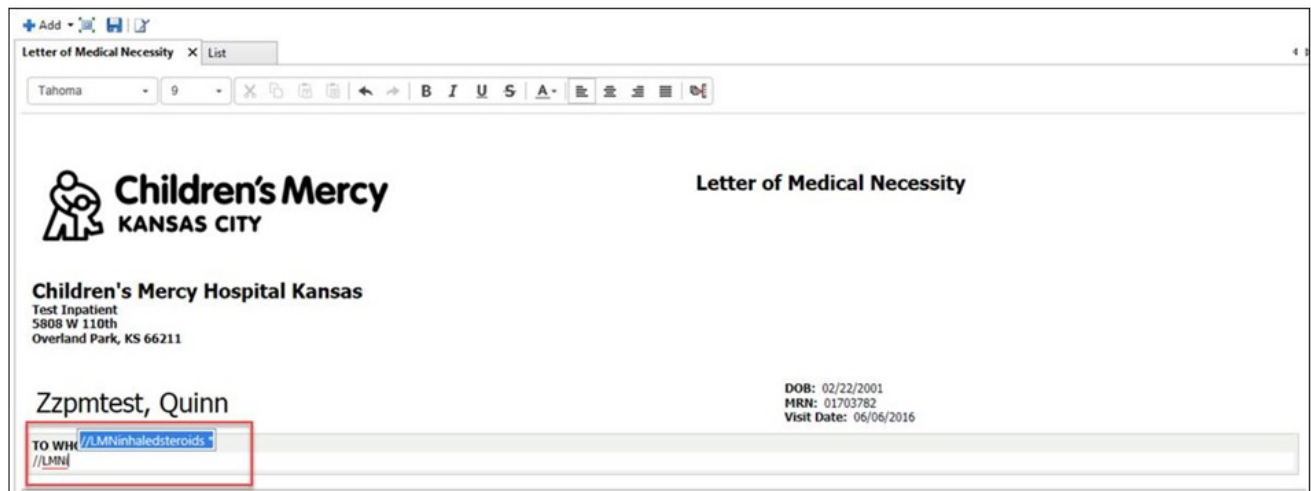 Add
Letter of Medical Necessity X List
Tahoma 9 B I U S A
Children's Mercy
KANSAS CITY
Letter of Medical Necessity
Children's Mercy Hospital Kansas
Test Inpatient
5808 W 110th
Overland Park, KS 66211
Zzpmtest, Quinn
DOB: 02/22/2001
MRN: 01703782
Visit Date: 06/06/2016
TO WHO //LMNinhaledsteroids *
//LMNi